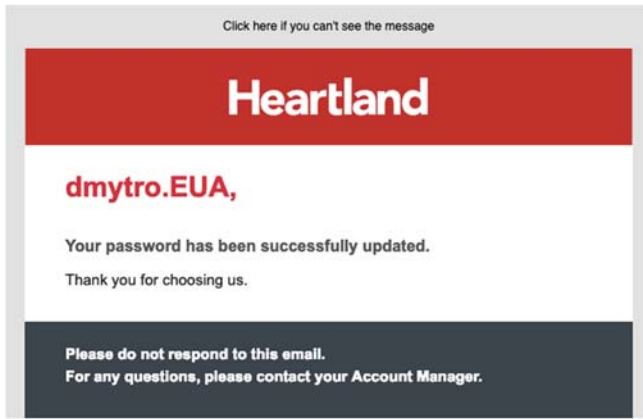 Click here if you can't see the message
Heartland
dmytro.EUA,
Your password has been successfully updated.
Thank you for choosing us.
Please do not respond to this email.
For any questions, please contact your Account Manager.